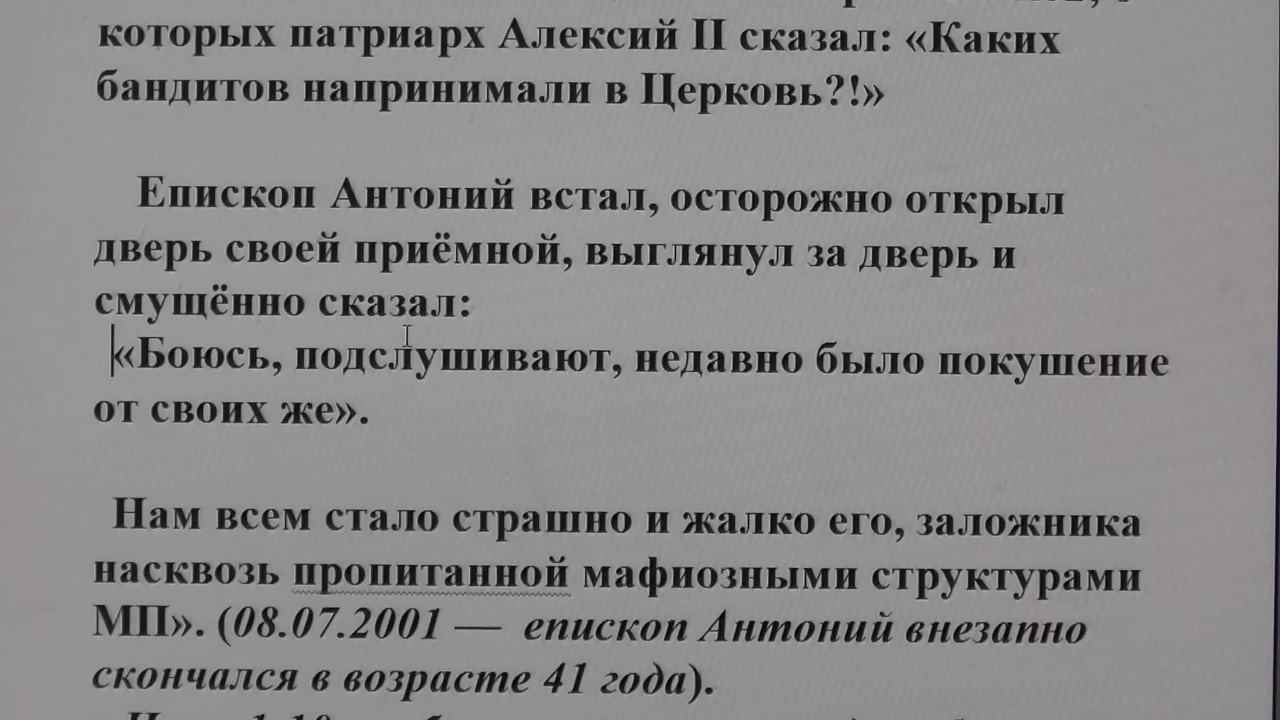 которых патриарх Алексий II сказал: «Каких
бандитов напринимали в Церковь?!»
Епископ Антоний встал, осторожно открыл
дверь своей приёмной, выглянул за дверь и
смущённо сказал:
«Боюсь, подслушивают, недавно было покушение
от своих же».
Нам всем стало страшно и жалко его, заложника
насквозь пропитанной мафиозными структурами
МП». (08.07.2001 — епископ Антоний внезапно
скончался в возрасте 41 года).